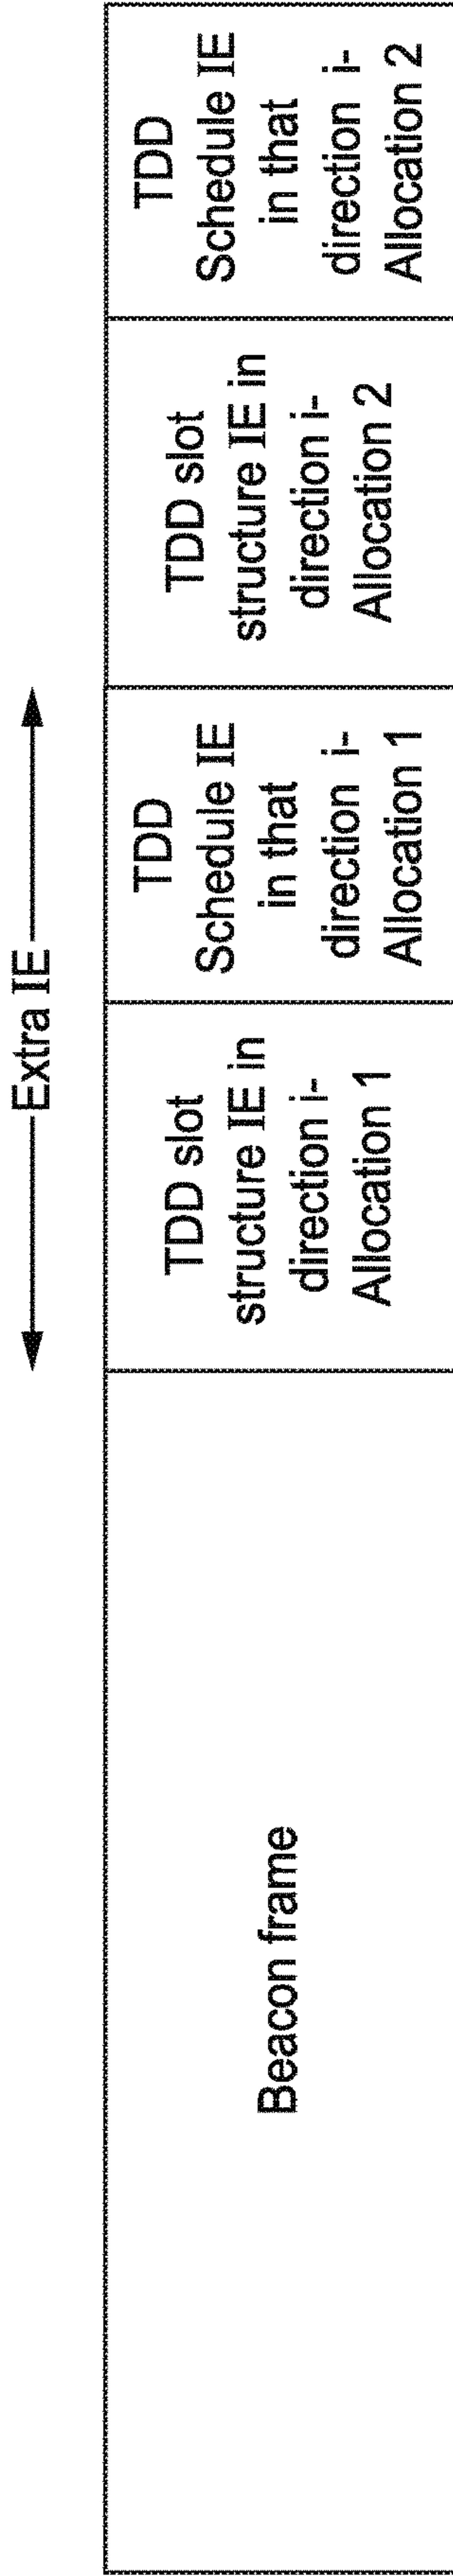 Extra IE
Beacon frame
TDD slot
structure IE in
direction i-
Allocation 1
TDD
Schedule IE
in that
direction i-
Allocation 1
TDD slot
structure IE in
direction i-
Allocation 2
TDD
Schedule IE
in that
direction i-
Allocation 2